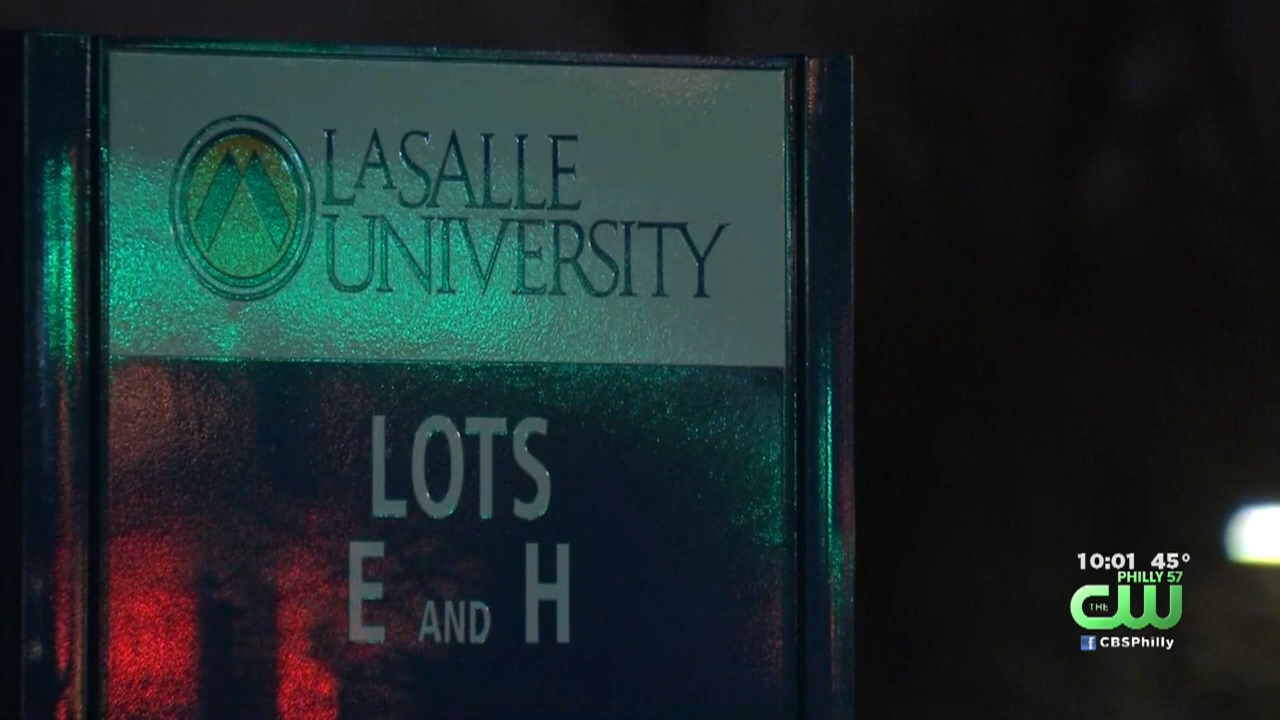 LASALLE
UNIVERSITY
LOTS
E AND H
10:01 45°
PHILLY 57
THE CW
f CBSPhilly